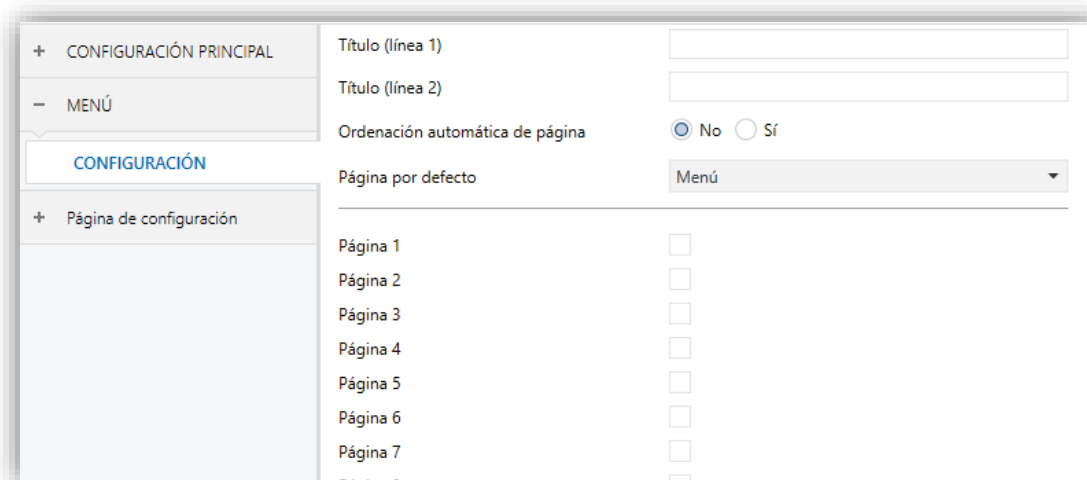 CONFIGURACIÓN PRINCIPAL
MENÚ
CONFIGURACIÓN
Página de configuración
Título (línea 1)
Título (línea 2)
Ordenación automática de página No Sí
Página por defecto Menú
Página 1
Página 2
Página 3
Página 4
Página 5
Página 6
Página 7